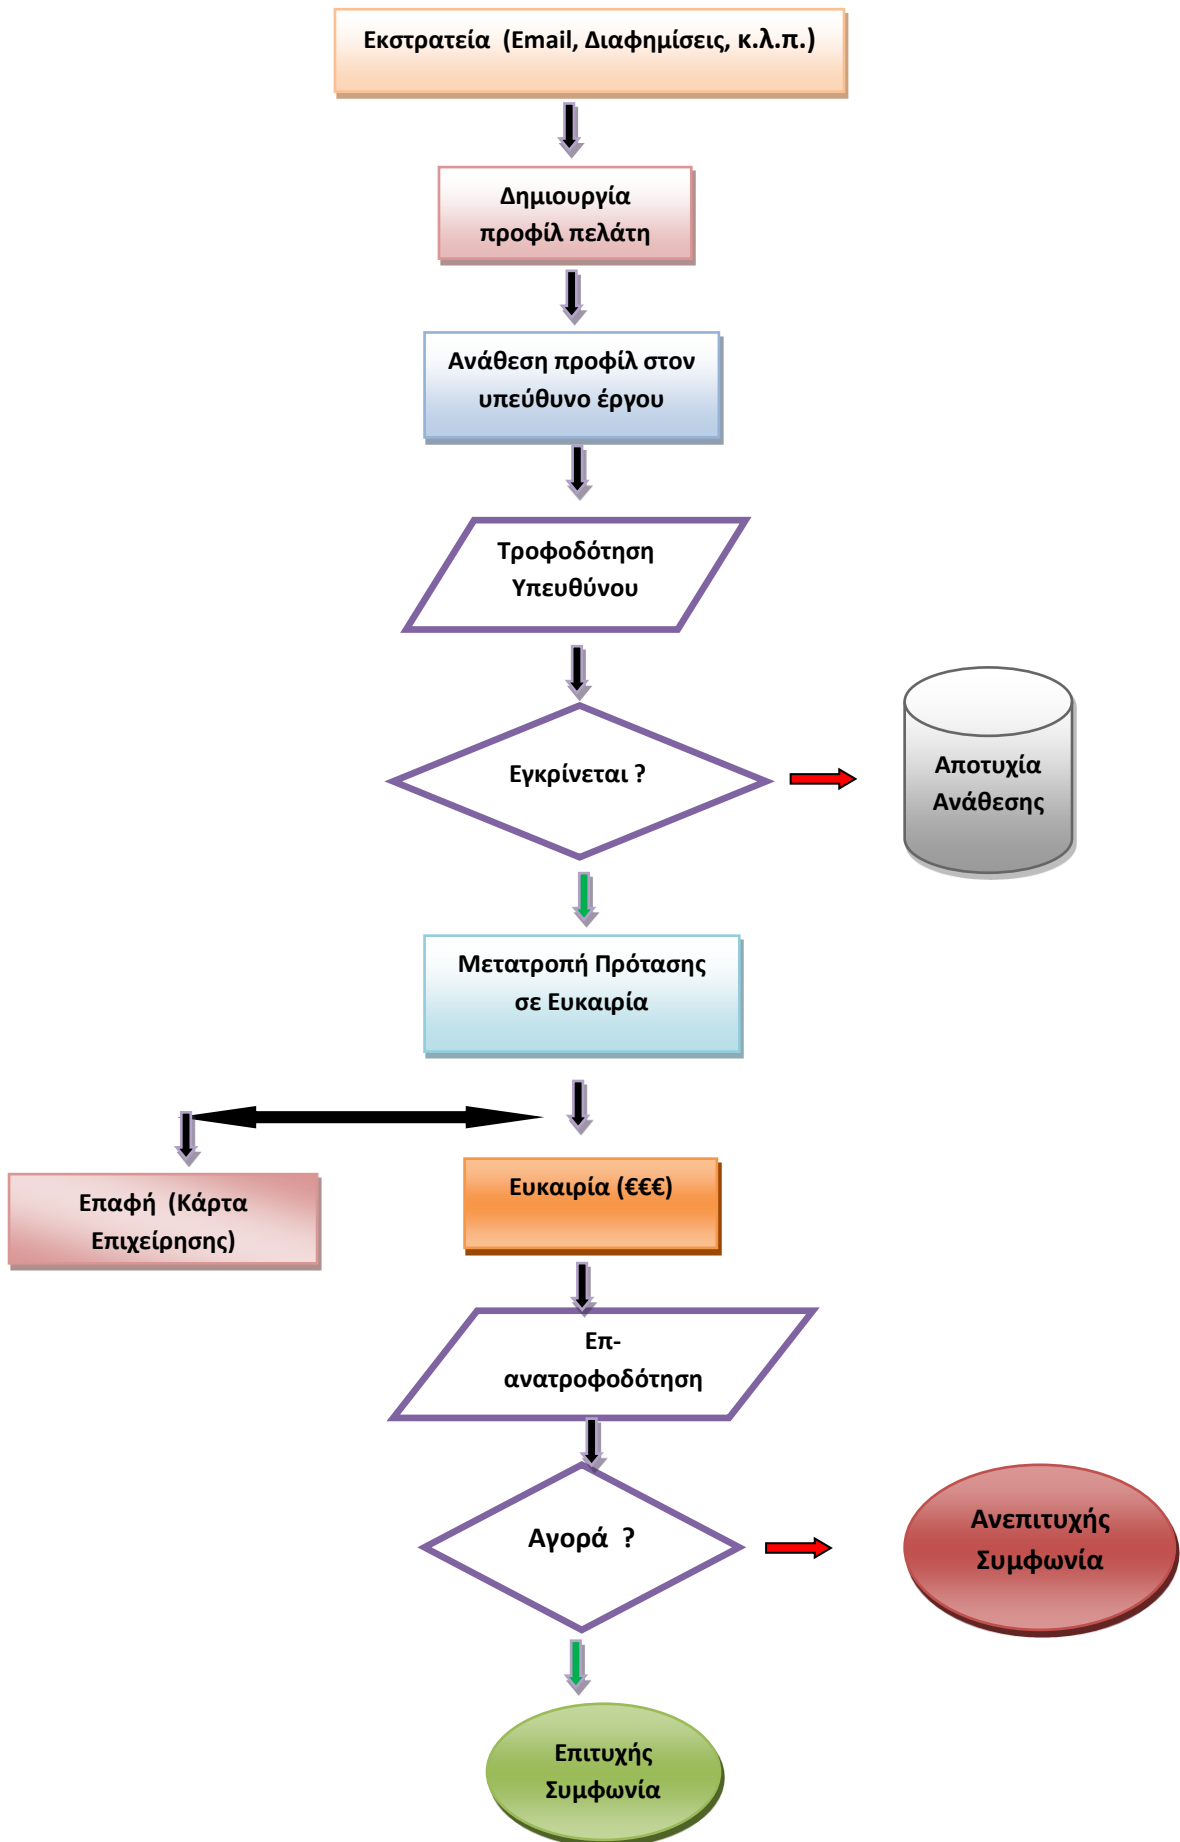 Εκστρατεία (Email, Διαφημίσεις, κ.λ.π.)
Δημιουργία
προφίλ πελάτη
Ανάθεση προφίλ στον
υπεύθυνο έργου
Τροφοδότηση
Υπευθύνου
Εγκρίνεται ?
Αποτυχία
Ανάθεσης
Μετατροπή Πρότασης
σε Ευκαιρία
Επαφή (Κάρτα
Επιχείρησης)
Ευκαιρία (€€€)
Επ-
ανατροφοδότηση
Αγορά ?
Ανεπιτυχής
Συμφωνία
Επιτυχής
Συμφωνία